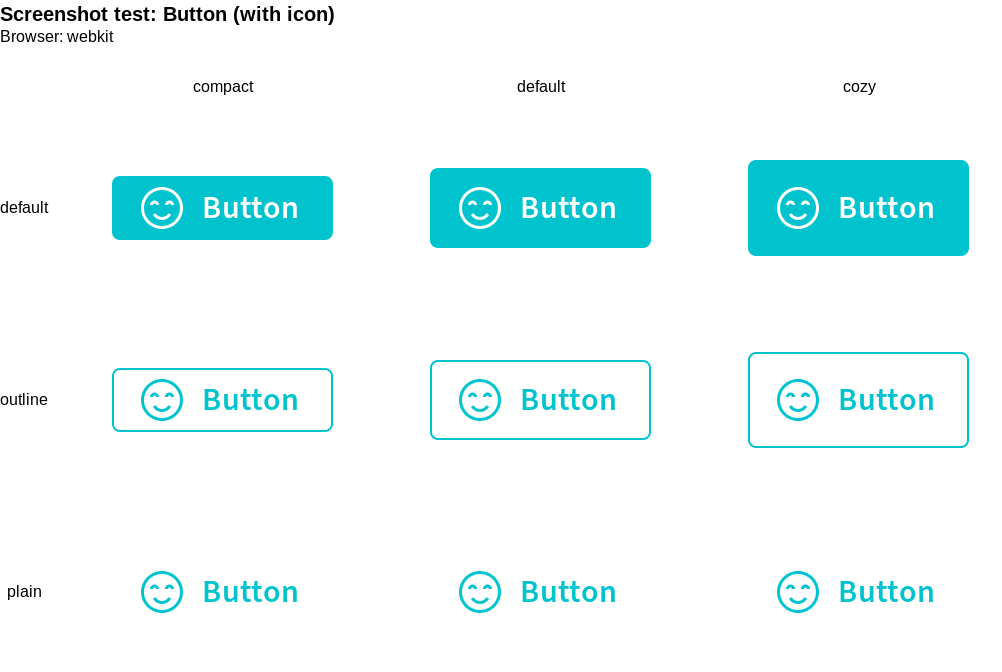 Screenshot test: Button (with icon)
Browser: webkit
compact default cozy
default Button Button Button
outline Button Button Button
plain Button Button Button